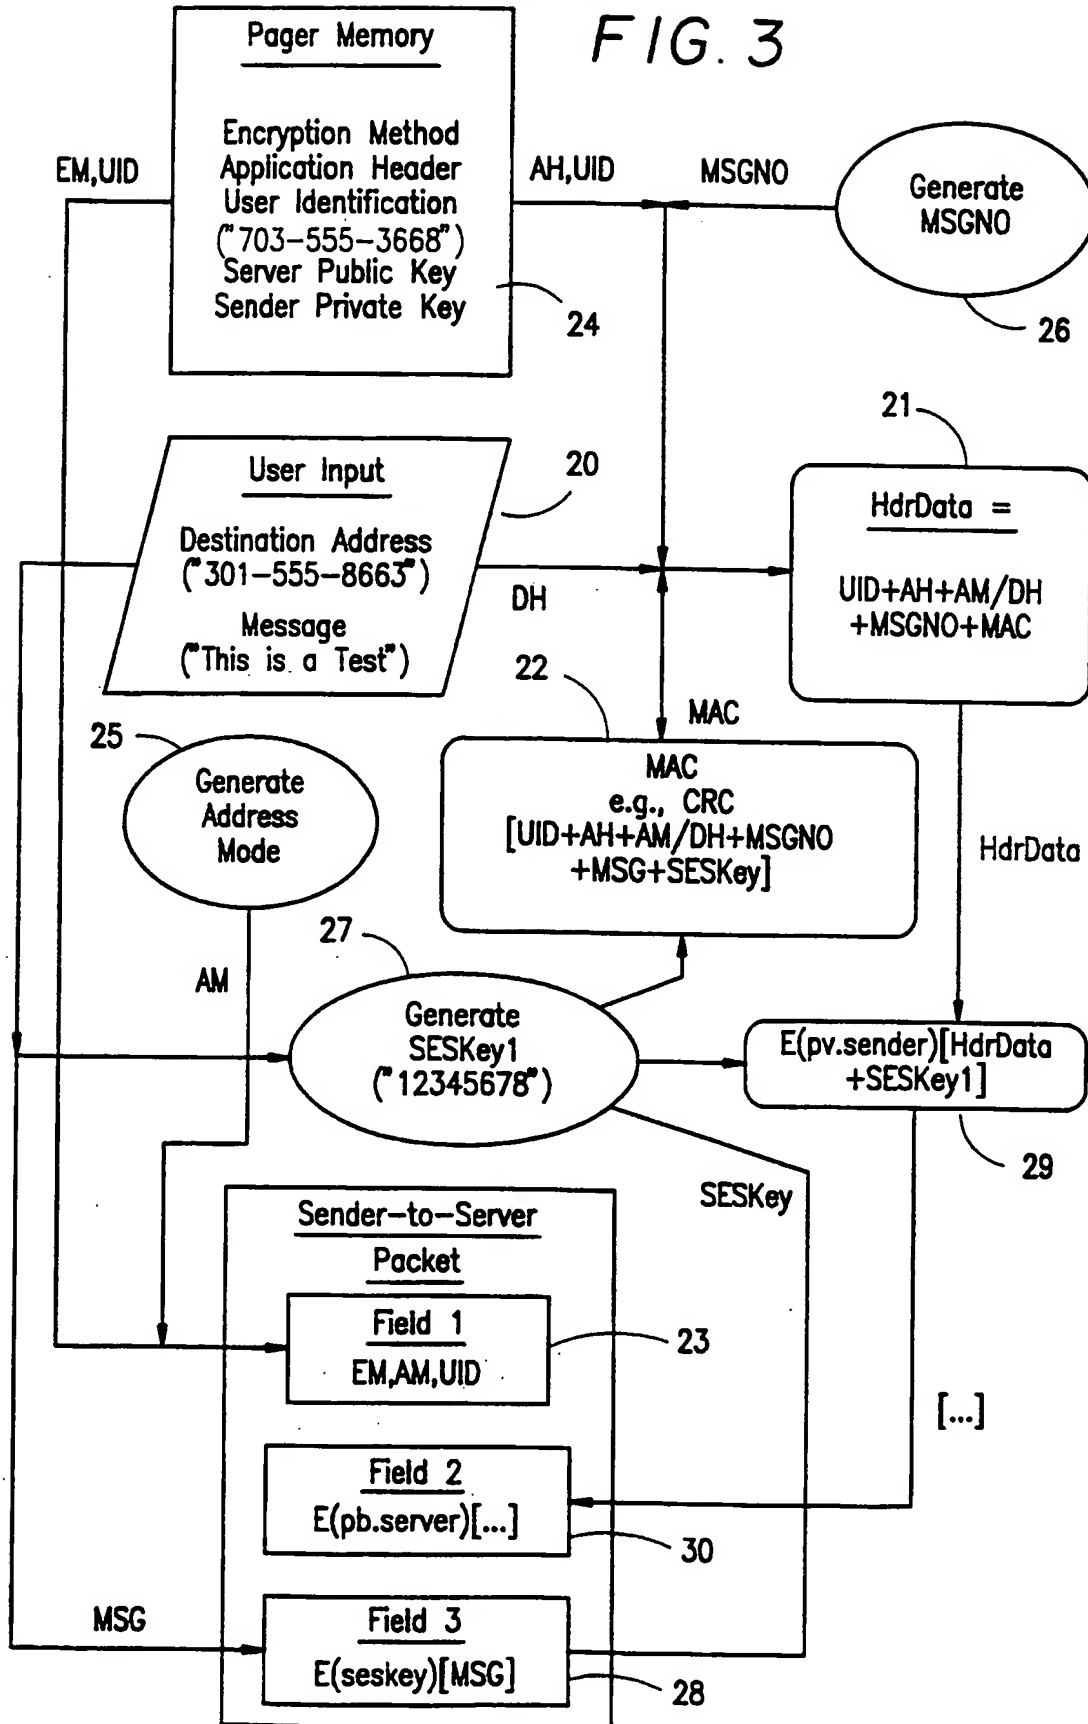 FIG. 3
Pager Memory
Encryption Method
Application Header
User Identification
("703-555-3668")
Server Public Key
Sender Private Key
24
EM,UID
AH,UID
MSGNO
Generate
MSGNO
26
User Input
Destination Address
("301-555-8663")
Message
("This is a Test")
20
DH
21
HdrData =
UID+AH+AM/DH
+MSGNO+MAC
22
MAC
MAC
e.g., CRC
[UID+AH+AM/DH+MSGNO
+MSG+SESKey]
HdrData
25
Generate
Address
Mode
AM
27
Generate
SESKey1
("12345678")
E(pv.sender)[HdrData
+SESKey1]
29
SESKey
Sender-to-Server
Packet
Field 1
EM,AM,UID
23
[...]
Field 2
E(pb.server)[...]
30
MSG
Field 3
E(seskey)[MSG]
28